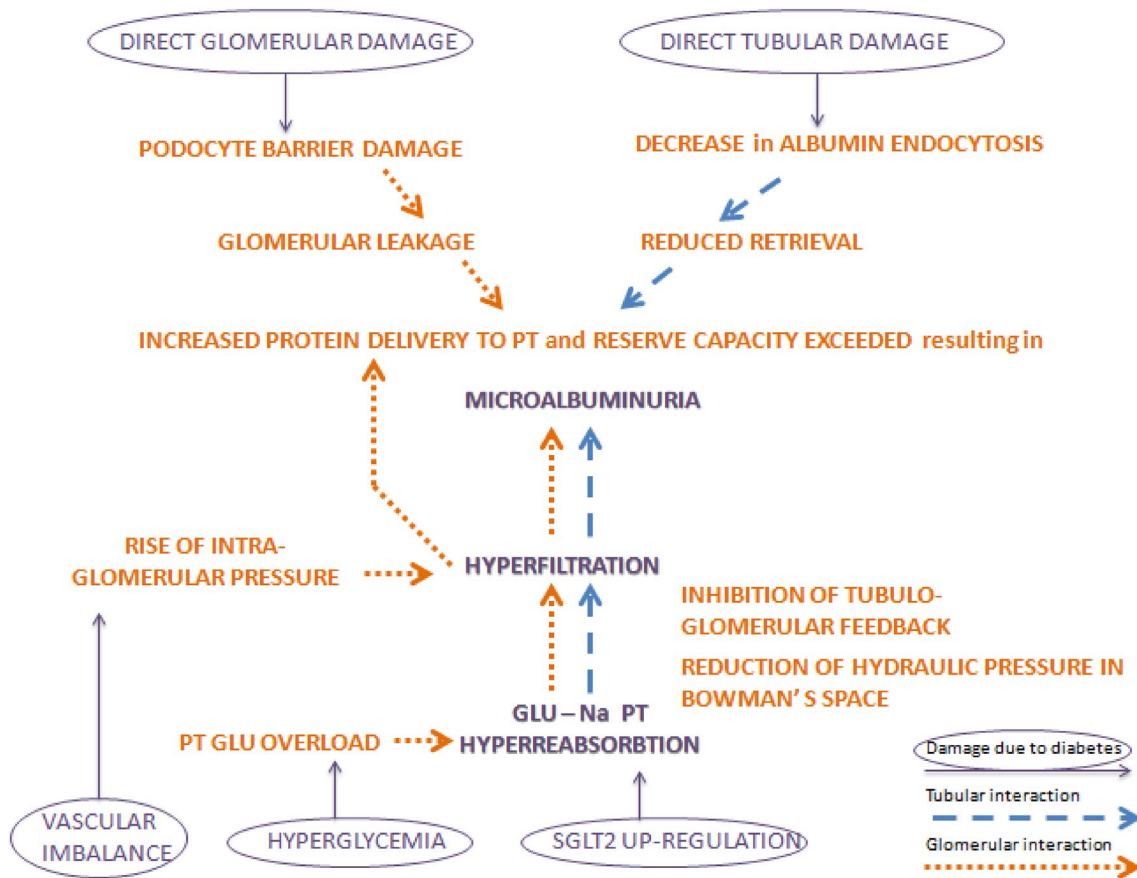 DIRECT GLOMERULAR DAMAGE
DIRECT TUBULAR DAMAGE
PODOCYTE BARRIER DAMAGE
DECREASE in ALBUMIN ENDOCYTOSIS
GLOMERULAR LEAKAGE
REDUCED RETRIEVAL
INCREASED PROTEIN DELIVERY TO PT and RESERVE CAPACITY EXCEEDED resulting in
MICROALBUMINURIA
RISE OF INTRA-
GLOMERULAR PRESSURE
HYPERFILTRATION
INHIBITION OF TUBULO-
GLOMERULAR FEEDBACK
REDUCTION OF HYDRAULIC PRESSURE IN
BOWMAN'S SPACE
GLU – Na PT
HYPERREABSORBTION
PT GLU OVERLOAD
VASCULAR
IMBALANCE
HYPERGLYCEMIA
SGLT2 UP-REGULATION
Damage due to diabetes
Tubular interaction
Glomerular interaction